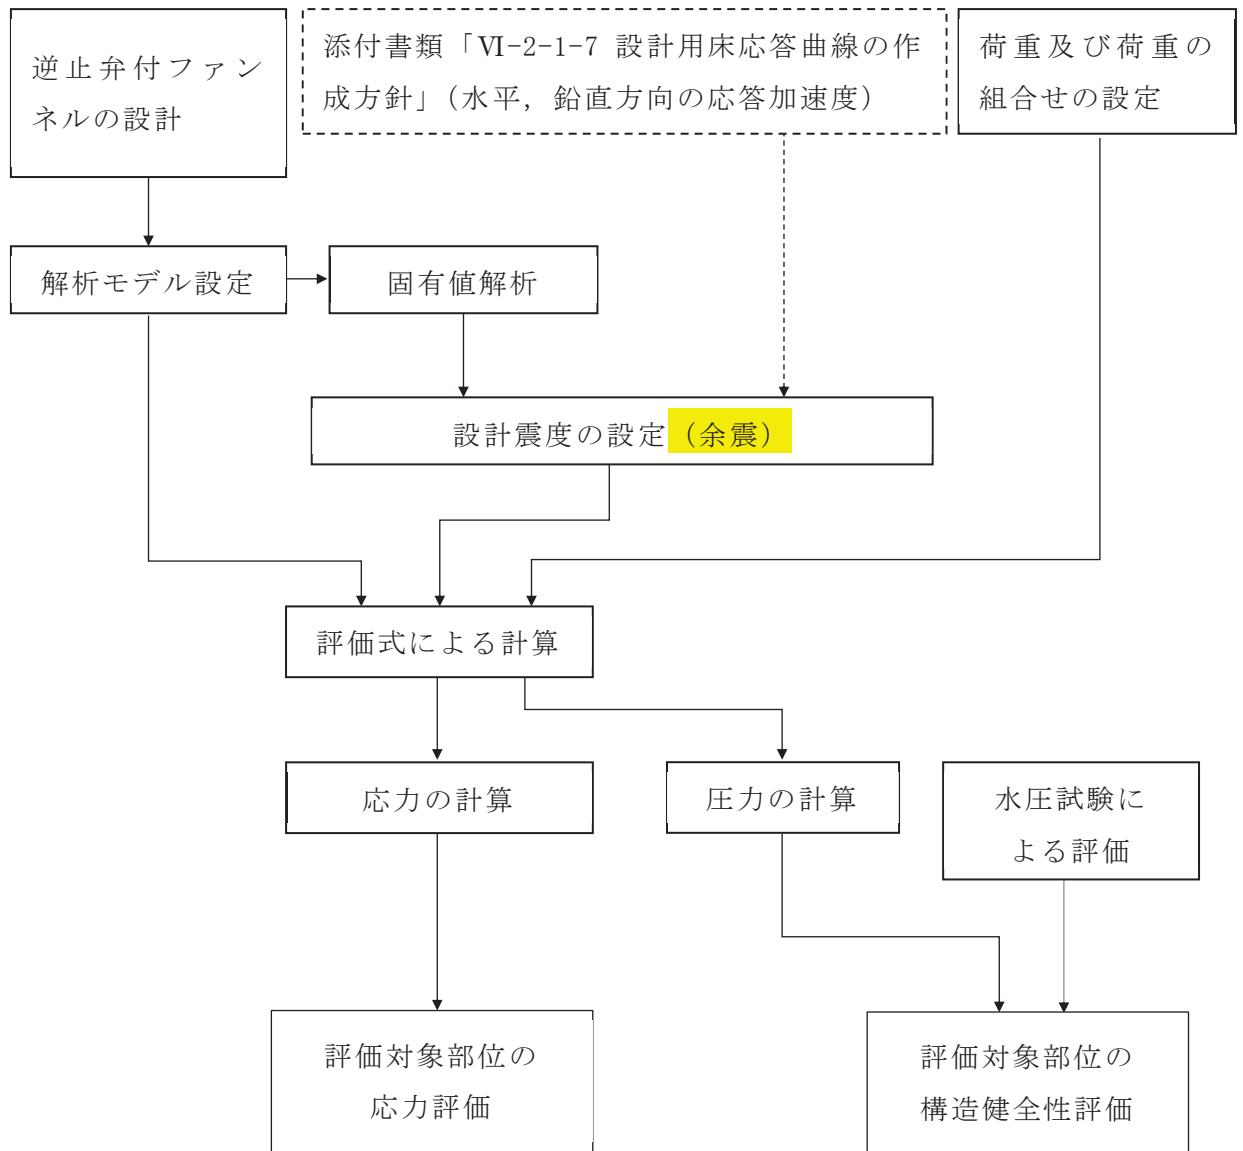 逆止弁付ファン
ネルの設計
添付書類「Ⅵ-2-1-7 設計用床応答曲線の作
成方針」(水平,鉛直方向の応答加速度)
荷重及び荷重の
組合せの設定
解析モデル設定
固有値解析
設計震度の設定(余震)
評価式による計算
応力の計算
圧力の計算
水圧試験に
よる評価
評価対象部位の
応力評価
評価対象部位の
構造健全性評価